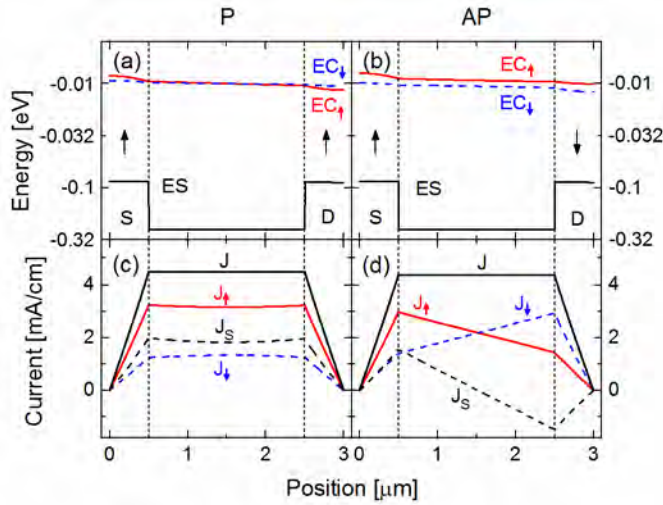 P AP
(a) EC↓ EC↑
(b) EC↑ EC↓
Energy [eV]
-0.01 -0.01
-0.032 -0.032
-0.1 -0.1
-0.32 -0.32
ES ES
S D S D
(c) J J↑ J_S J↓
(d) J J↑ J↓ J_S
Current [mA/cm]
4 4
2 2
0 0
0 1 2 3 0 1 2 3
Position [μm]